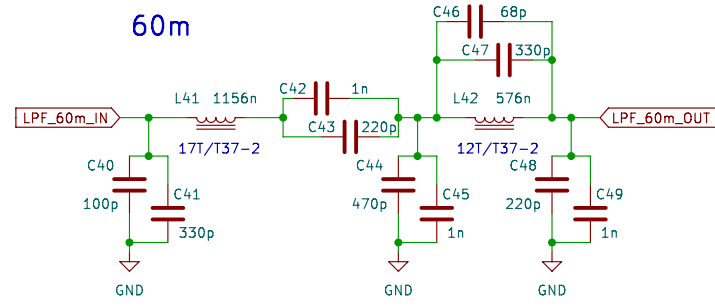 60m
C46 68p
C47 330p
L41 1156n
C42 1n
L42 576n
LPF_60m_IN
LPF_60m_OUT
C43 220p
17T/T37-2
12T/T37-2
C40
100p
C41
330p
C44
470p
C45
1n
C48
220p
C49
1n
GND
GND
GND